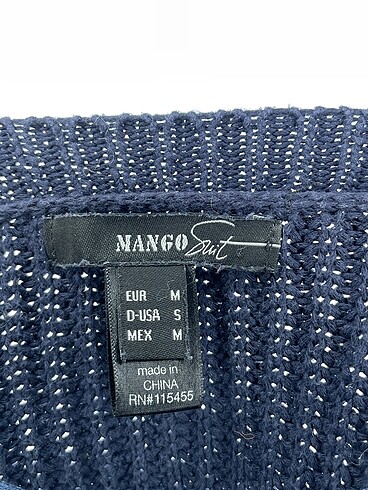 MANGO Suit
EUR M
D-USA S
MEX M
made in
CHINA
RN#115455